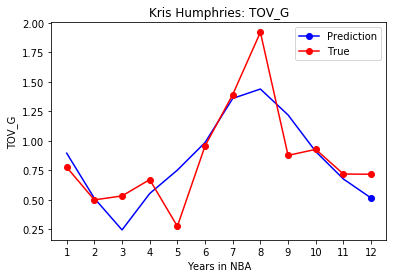 Kris Humphries: TOV_G
Prediction
True
2.00
1.75
1.50
1.25
1.00
0.75
0.50
0.25
TOV_G
1 2 3 4 5 6 7 8 9 10 11 12
Years in NBA